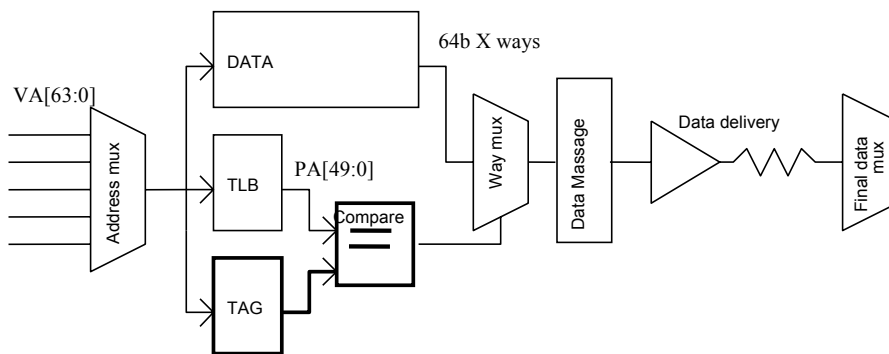 64b X ways
DATA
VA[63:0]
Address mux
TLB
PA[49:0]
Compare
TAG
Way mux
Data Massage
Data delivery
Final data
mux